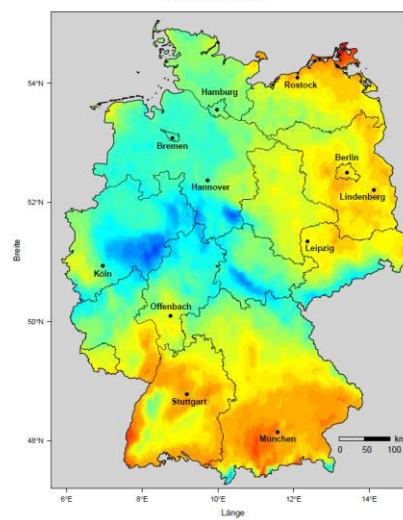 54°N
52°N
50°N
48°N
Breite
Hamburg
Rostock
Bremen
Berlin
Hannover
Lindenberg
Leipzig
Köln
Offenbach
Stuttgart
München
0 50 100
km
6°E 8°E 10°E 12°E 14°E
Länge